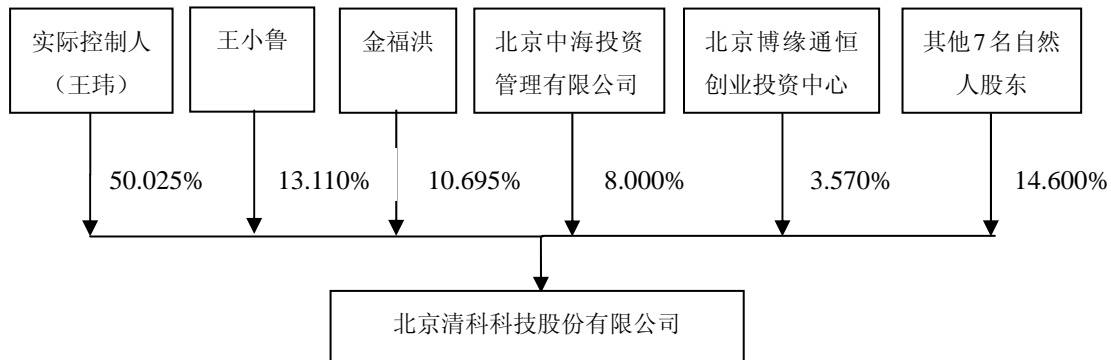 实际控制人
（王玮）
王小鲁
金福洪
北京中海投资
管理有限公司
北京博缘通恒
创业投资中心
其他7名自然
人股东
50.025%
13.110%
10.695%
8.000%
3.570%
14.600%
北京清科科技股份有限公司